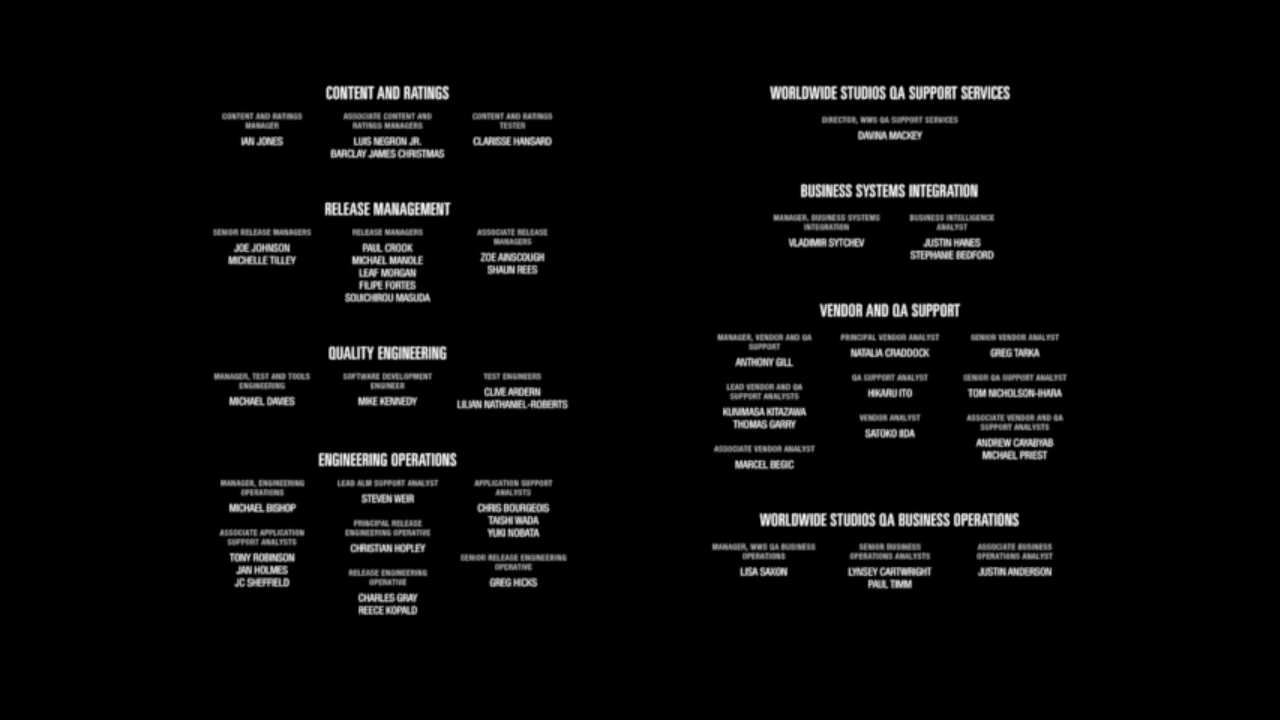 CONTENT AND RATINGS
CONTENT AND RATINGS
MANAGER
IAN JONES
ASSOCIATE CONTENT AND
RATINGS MANAGERS
LUIS NEGRON JR.
BARCLAY JAMES CHRISTMAS
CONTENT AND RATINGS
TESTER
CLARISSE HANSARD
RELEASE MANAGEMENT
SENIOR RELEASE MANAGERS
JOE JOHNSON
MICHELLE TILLEY
RELEASE MANAGERS
PAUL CROOK
MICHAEL MANOLE
LEAF MORGAN
FILIPE FORTES
SOUICHIROU MASUDA
ASSOCIATE RELEASE
MANAGERS
ZOE AINSCOUGH
SHAUN REES
QUALITY ENGINEERING
MANAGER, TEST AND TOOLS
ENGINEERING
MICHAEL DAVIES
SOFTWARE DEVELOPMENT
ENGINEER
MIKE KENNEDY
TEST ENGINEERS
CLIVE ARDERN
LILIAN NATHANIEL-ROBERTS
ENGINEERING OPERATIONS
MANAGER, ENGINEERING
OPERATIONS
MICHAEL BISHOP
ASSOCIATE APPLICATION
SUPPORT ANALYSTS
TONY ROBINSON
JAN HOLMES
JC SHEFFIELD
LEAD ALM SUPPORT ANALYST
STEVEN WEIR
PRINCIPAL RELEASE
ENGINEERING OPERATIVE
CHRISTIAN HOPLEY
RELEASE ENGINEERING
OPERATIVE
CHARLES GRAY
REECE KOPALD
APPLICATION SUPPORT
ANALYSTS
CHRIS BOURGEOIS
TAISHI WADA
YUKI NOBATA
SENIOR RELEASE ENGINEERING
OPERATIVE
GREG HICKS
WORLDWIDE STUDIOS QA SUPPORT SERVICES
DIRECTOR, WWS QA SUPPORT SERVICES
DAVINA MACKEY
BUSINESS SYSTEMS INTEGRATION
MANAGER, BUSINESS SYSTEMS
INTEGRATION
VLADIMIR SYTCHEV
BUSINESS INTELLIGENCE
ANALYST
JUSTIN HANES
STEPHANIE BEDFORD
VENDOR AND QA SUPPORT
MANAGER, VENDOR AND QA
SUPPORT
ANTHONY GILL
LEAD VENDOR AND QA
SUPPORT ANALYSTS
KUNIMASA KITAZAWA
THOMAS GARRY
ASSOCIATE VENDOR ANALYST
MARCEL BEGIC
PRINCIPAL VENDOR ANALYST
NATALIA CRADDOCK
QA SUPPORT ANALYST
HIKARU ITO
VENDOR ANALYST
SATOKO IIDA
SENIOR VENDOR ANALYST
GREG TARKA
SENIOR QA SUPPORT ANALYST
TOM NICHOLSON-IHARA
ASSOCIATE VENDOR AND QA
SUPPORT ANALYSTS
ANDREW CAYABYAB
MICHAEL PRIEST
WORLDWIDE STUDIOS QA BUSINESS OPERATIONS
MANAGER, WWS QA BUSINESS
OPERATIONS
LISA SAXON
SENIOR BUSINESS
OPERATIONS ANALYSTS
LYNSEY CARTWRIGHT
PAUL TIMM
ASSOCIATE BUSINESS
OPERATIONS ANALYST
JUSTIN ANDERSON